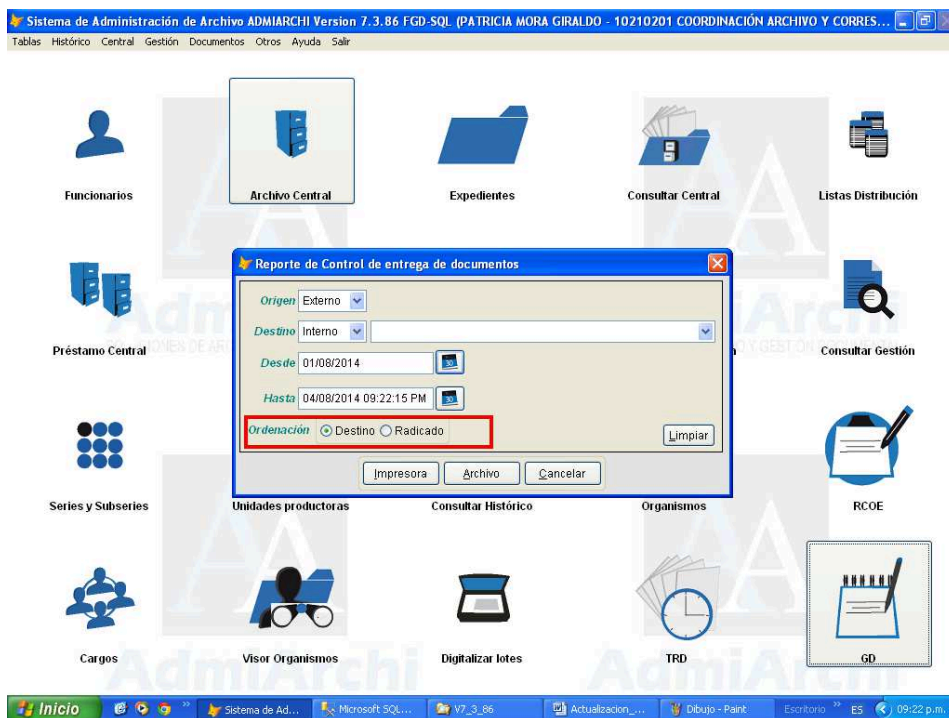 Sistema de Administración de Archivo ADMIARCHI Version 7.3.86 FGD-SQL (PATRICIA MORA GIRALDO - 10210201 COORDINACIÓN ARCHIVO Y CORRES...
Tablas Histórico Central Gestión Documentos Otros Ayuda Salir
Funcionarios Archivo Central Expedientes Consultar Central Listas Distribución
Reporte de Control de entrega de documentos
Origen Externo
Destino Interno
Desde 01/08/2014
Hasta 04/08/2014 09:22:15 PM
Ordenación Destino Radicado
Limpiar
Impresora Archivo Cancelar
Préstamo Central Consultar Gestión
Series y Subseries Unidades productoras Consultar Histórico Organismos RCOE
Cargos Visor Organismos Digitalizar lotes TRD GD
AdmiArchi AdmiArchi
Inicio Sistema de Ad... Microsoft SQL... V7_3_86 Actualizacion_... Dibujo - Paint Escritorio ES 09:22 p.m.